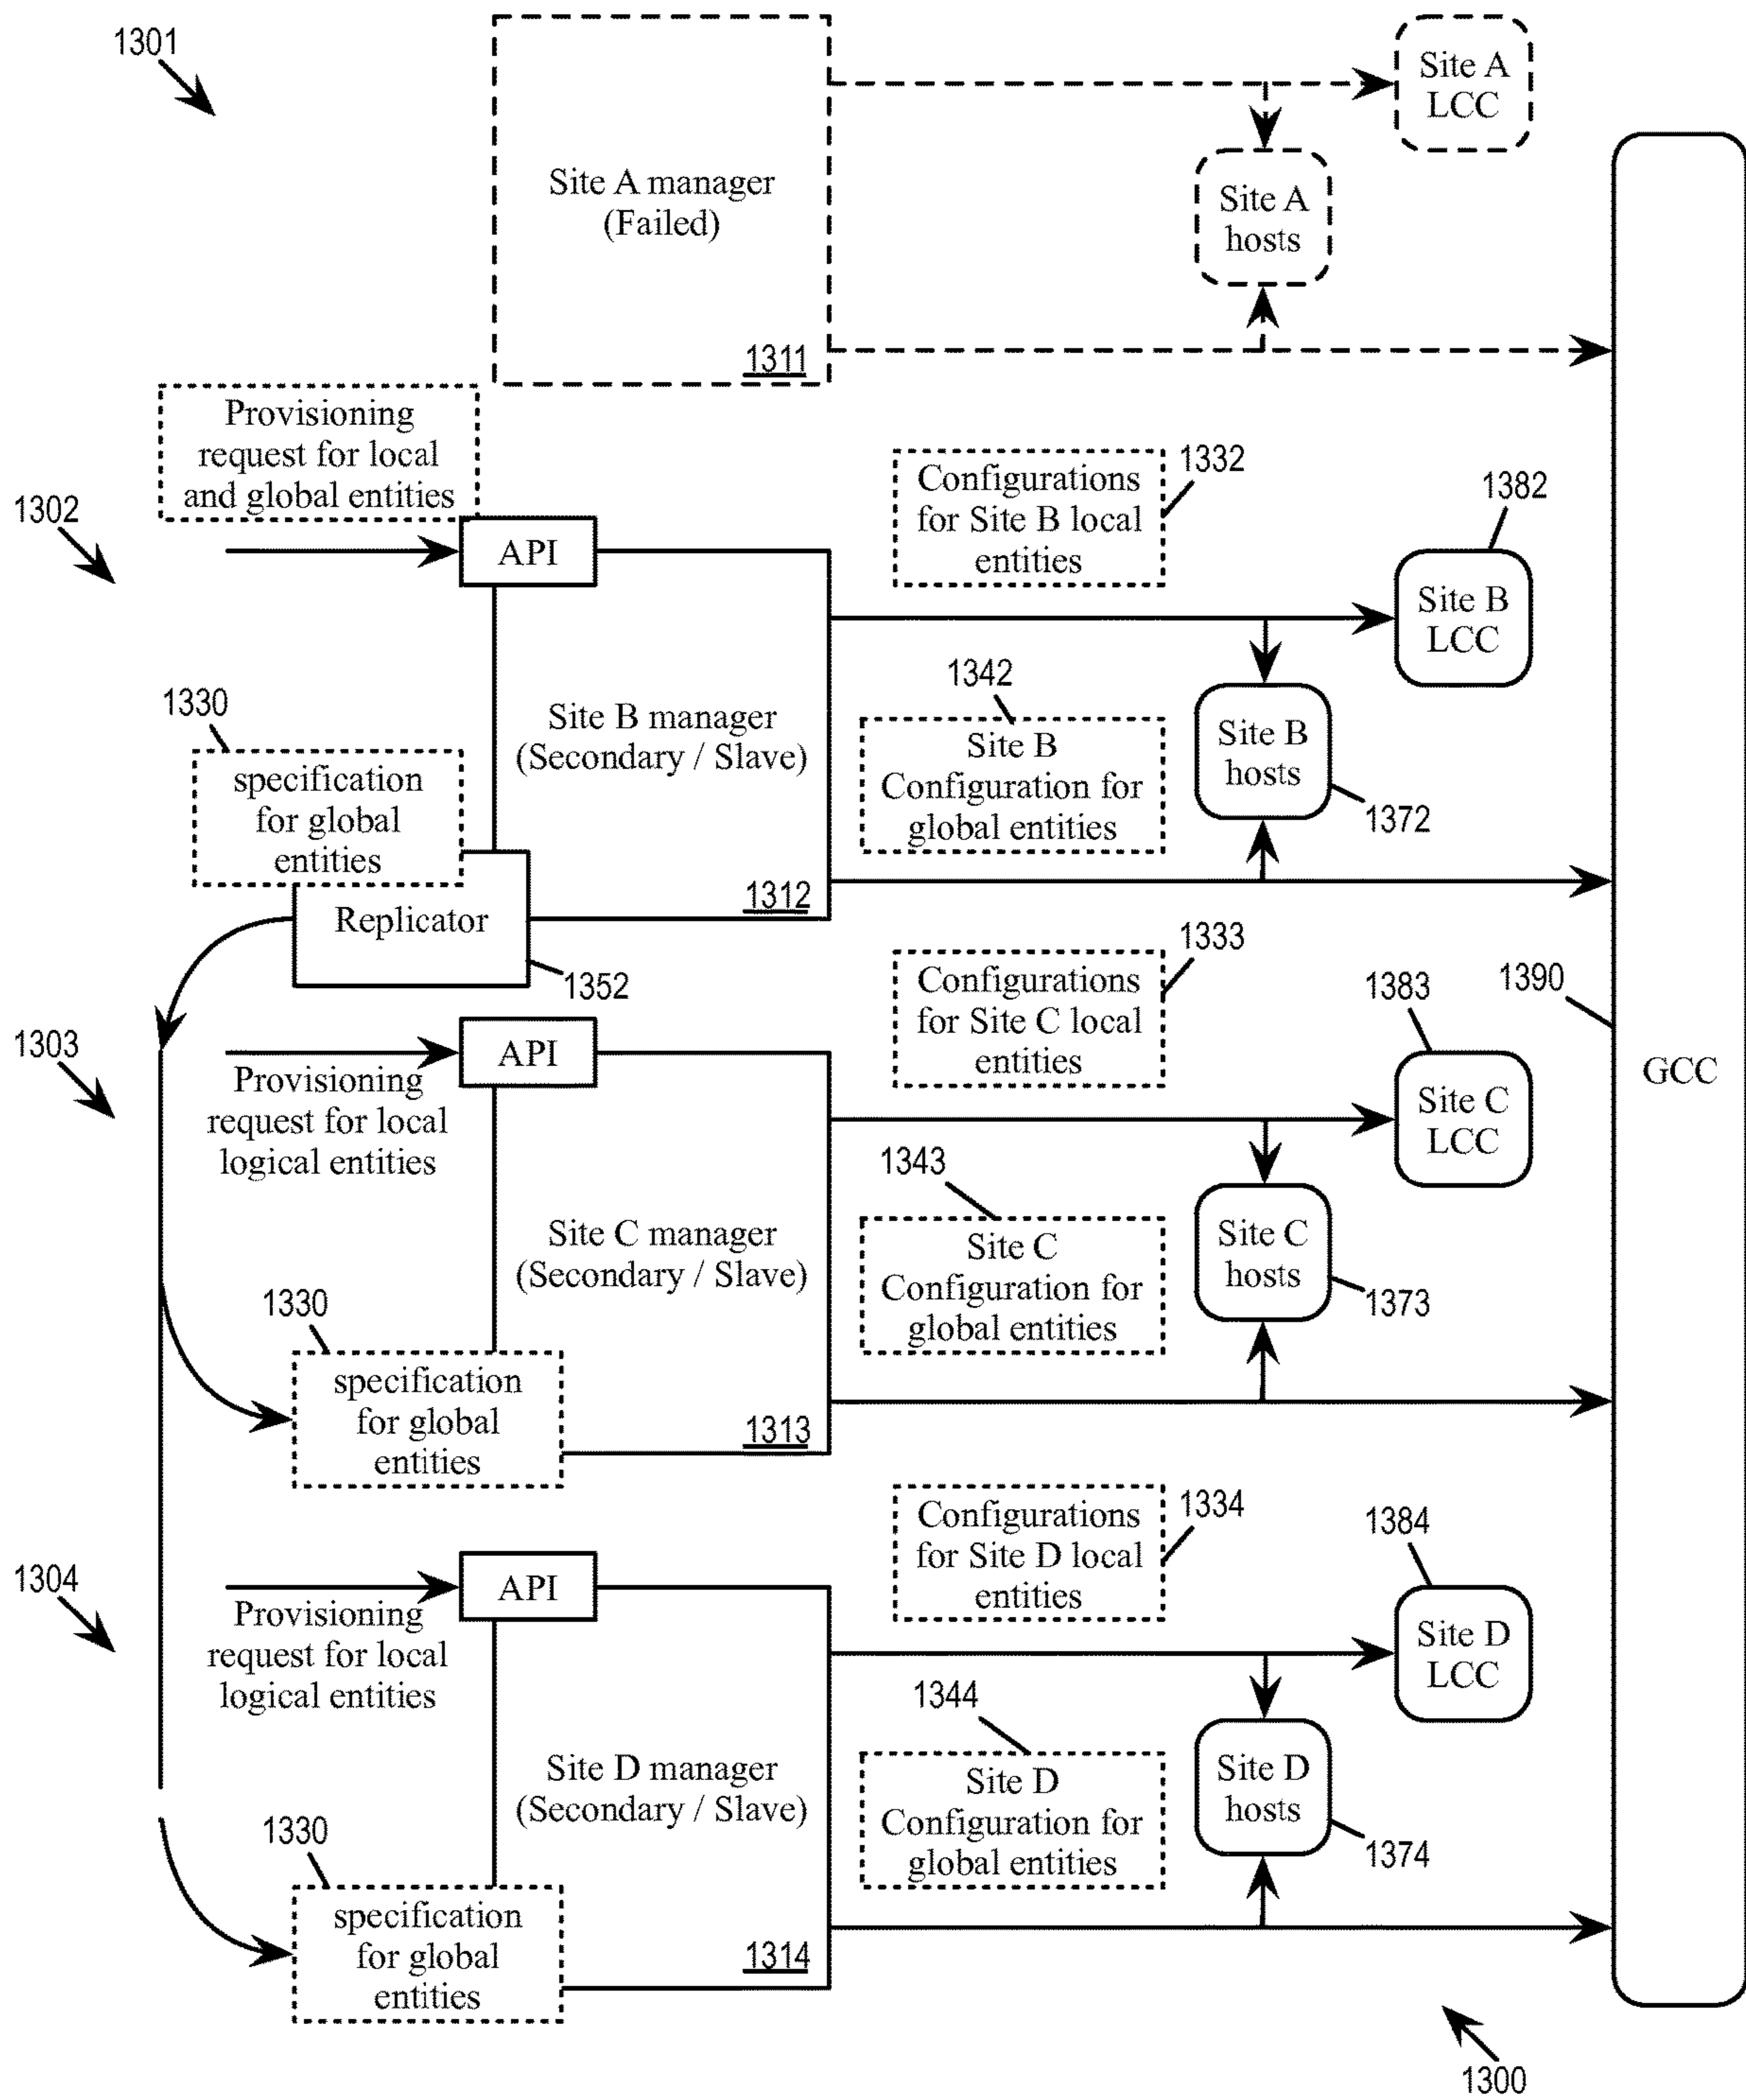 1301
Site A
LCC
Site A manager
(Failed)
Site A
hosts
1311
Provisioning
request for local
and global entities
1302
API
Configurations
for Site B local
entities
1332
1382
Site B
LCC
1330
specification
for global
entities
Site B manager
(Secondary / Slave)
1342
Site B
Configuration for
global entities
Site B
hosts
1372
1312
Replicator
1352
1303
API
Provisioning
request for local
logical entities
Configurations
for Site C local
entities
1333
1383
1390
Site C
LCC
GCC
Site C manager
(Secondary / Slave)
1343
Site C
Configuration for
global entities
Site C
hosts
1373
1330
specification
for global
entities
1313
1304
API
Provisioning
request for local
logical entities
Configurations
for Site D local
entities
1334
1384
Site D
LCC
Site D manager
(Secondary / Slave)
1344
Site D
Configuration for
global entities
Site D
hosts
1374
1330
specification
for global
entities
1314
1300